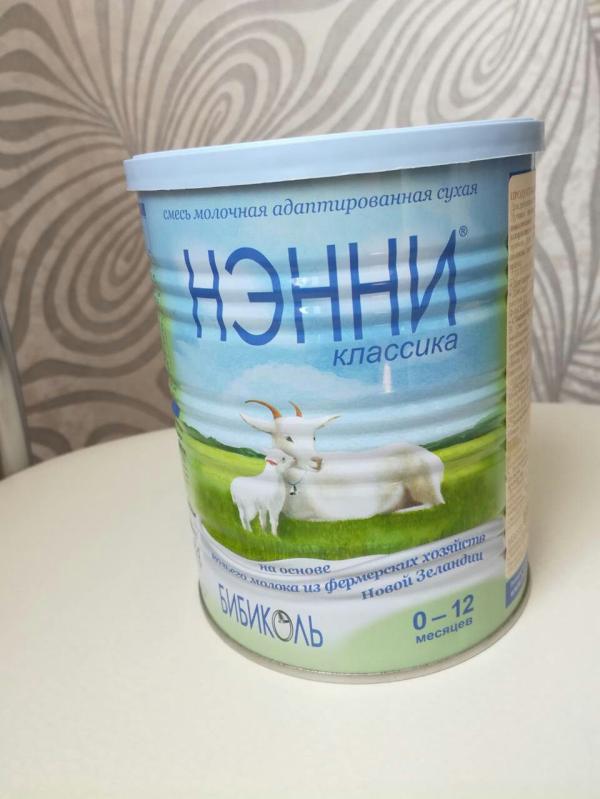 смесь молочная адаптированная сухая
НЭННИ®
классика
на основе
козьего молока из фермерских хозяйств
Новой Зеландии
БИБИКОЛЬ
0 – 12
месяцев